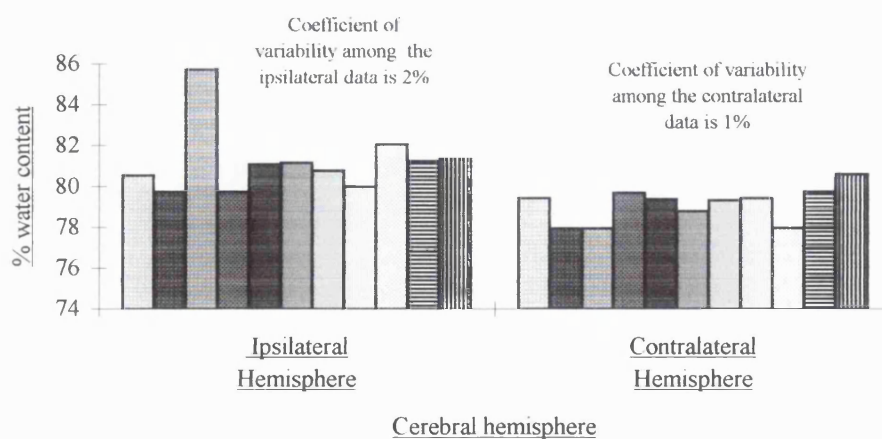 Coefficient of
variability among the
ipsilateral data is 2%
Coefficient of variability
among the contralateral
data is 1%
% water content
86
84
82
80
78
76
74
Ipsilateral
Hemisphere
Contralateral
Hemisphere
Cerebral hemisphere